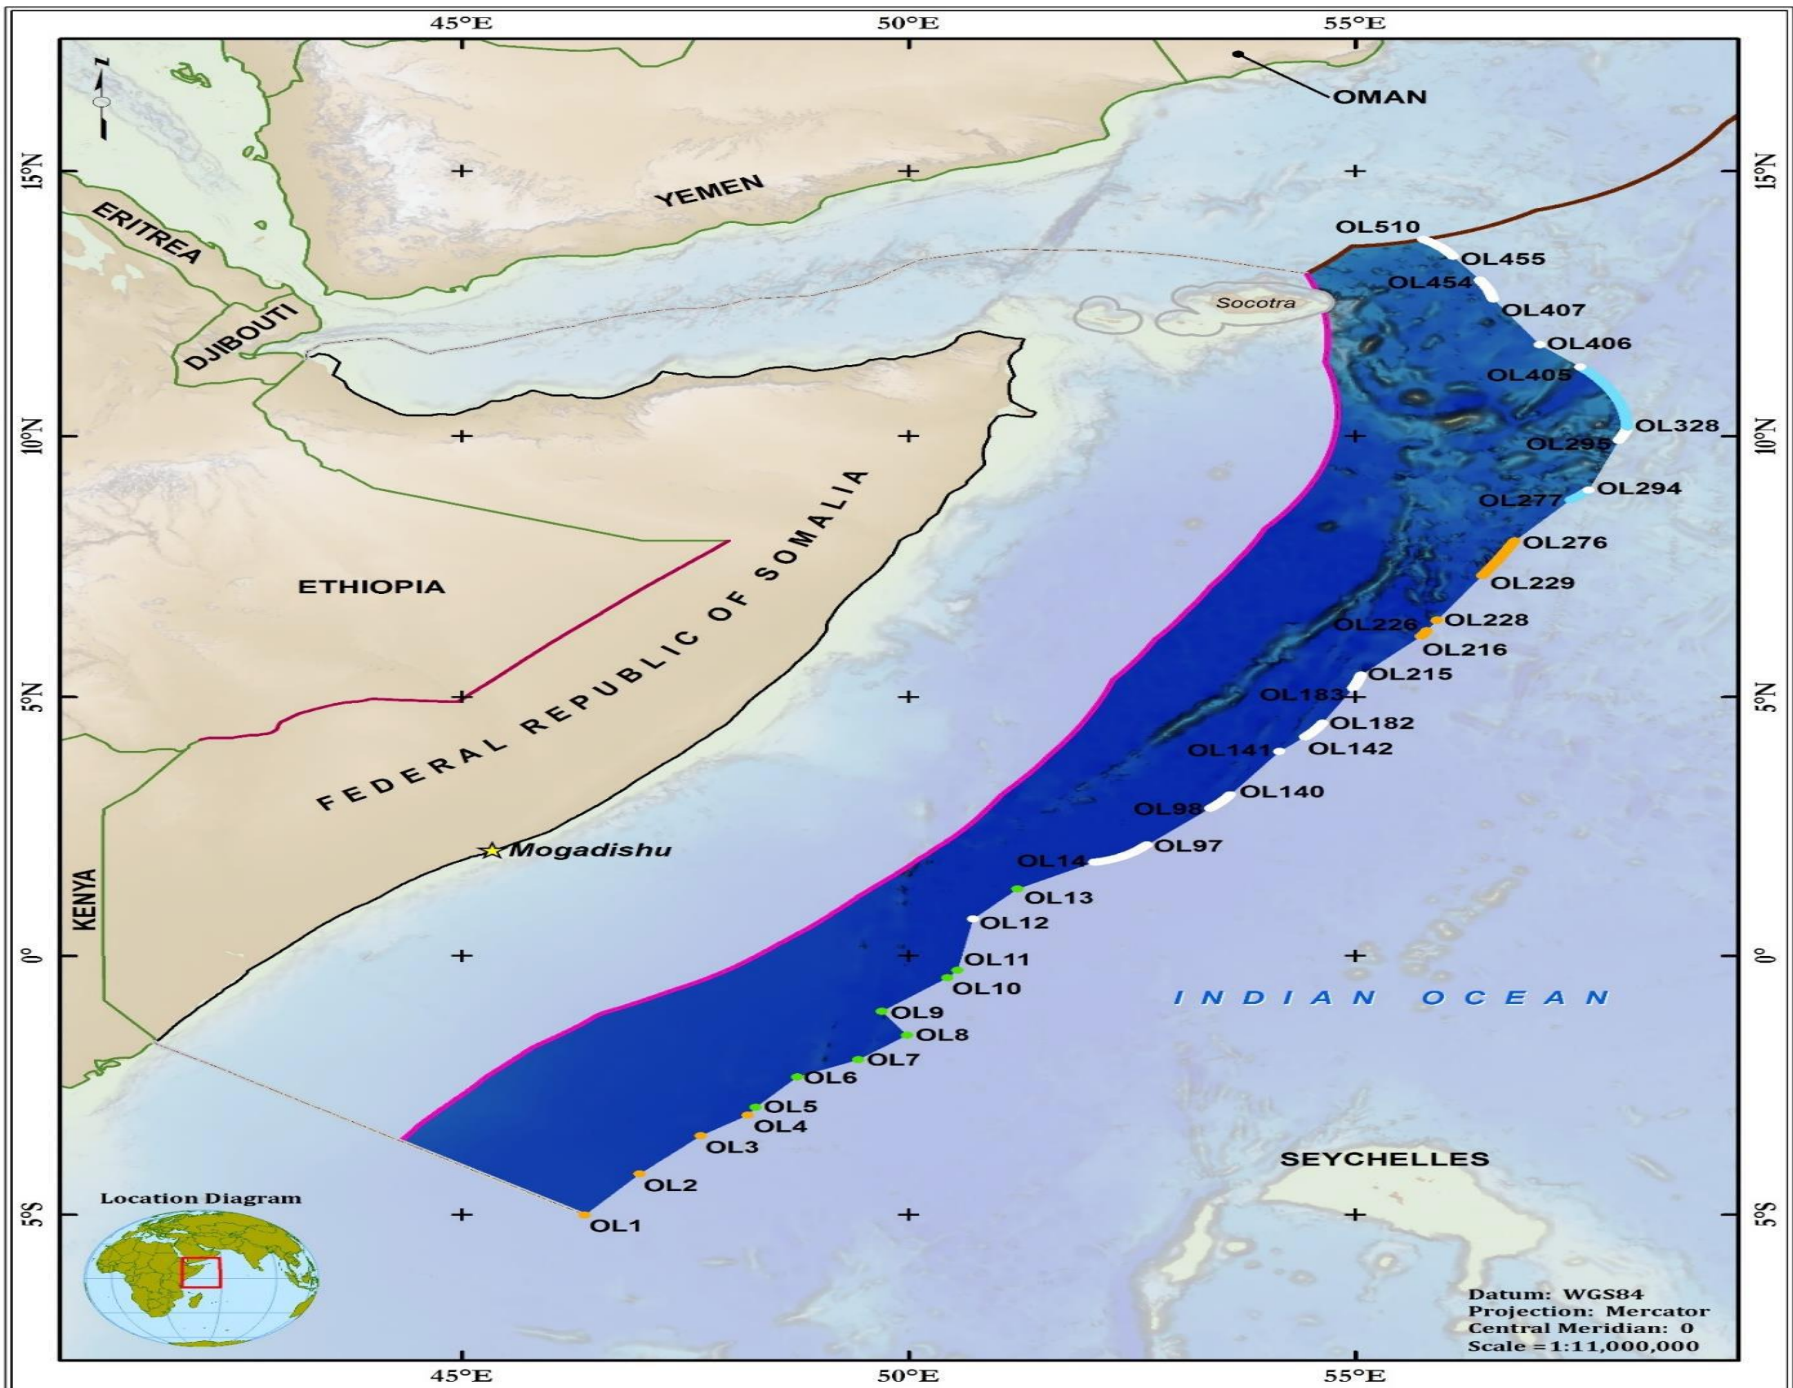 45°E 50°E 55°E
z
OMAN
15°N 15°N
YEMEN
ERITREA
OL510
OL455
OL454
Socotra
OL407
DJIBOUTI
OL406
OL405
10°N 10°N
OL328
OL295
OL294
OL277
OL276
ETHIOPIA
OL229
FEDERAL REPUBLIC OF SOMALIA
OL228
OL226
OL216
5°N 5°N
OL215
OL183
OL182
OL142
OL141
OL140
OL98
Mogadishu
OL97
OL14
KENYA
OL13
OL12
0° 0°
OL11
OL10
INDIAN OCEAN
OL9
OL8
OL7
OL6
OL5
OL4
OL3
SEYCHELLES
OL2
Location Diagram
5°S 5°S
OL1
Datum: WGS84
Projection: Mercator
Central Meridian: 0
Scale =1:11,000,000
45°E 50°E 55°E